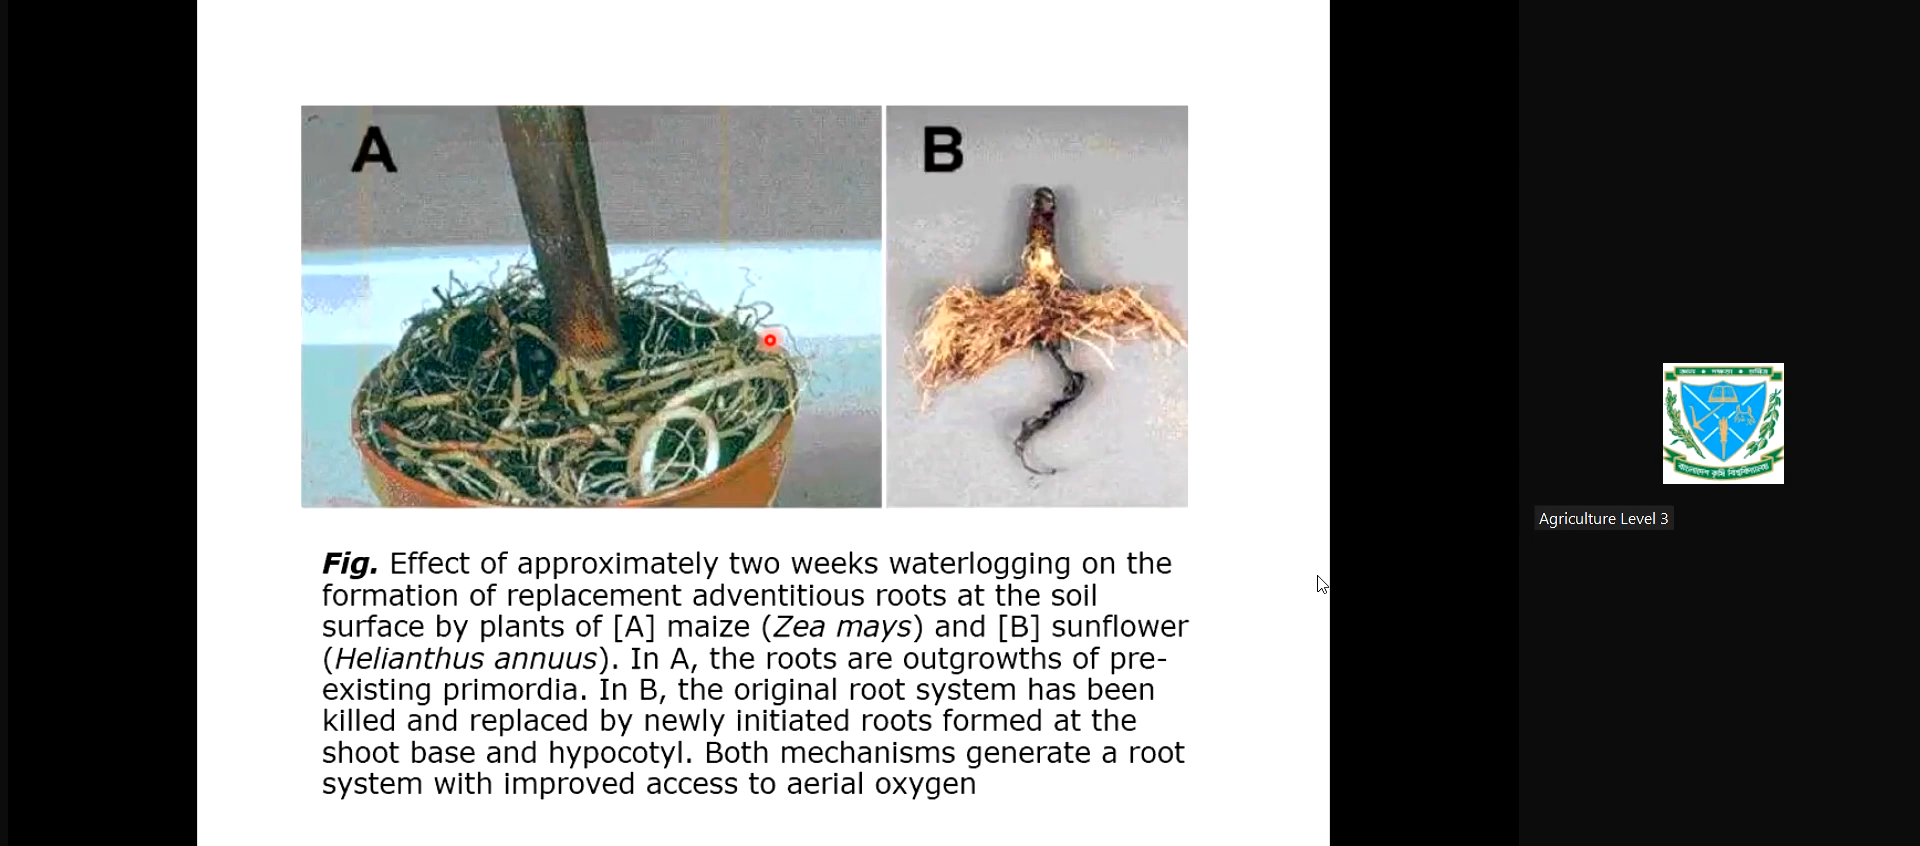 A
B
Fig. Effect of approximately two weeks waterlogging on the
formation of replacement adventitious roots at the soil
surface by plants of [A] maize (Zea mays) and [B] sunflower
(Helianthus annuus). In A, the roots are outgrowths of pre-
existing primordia. In B, the original root system has been
killed and replaced by newly initiated roots formed at the
shoot base and hypocotyl. Both mechanisms generate a root
system with improved access to aerial oxygen
বাংলাদেশ কৃষি বিশ্ববিদ্যালয়
Agriculture Level 3